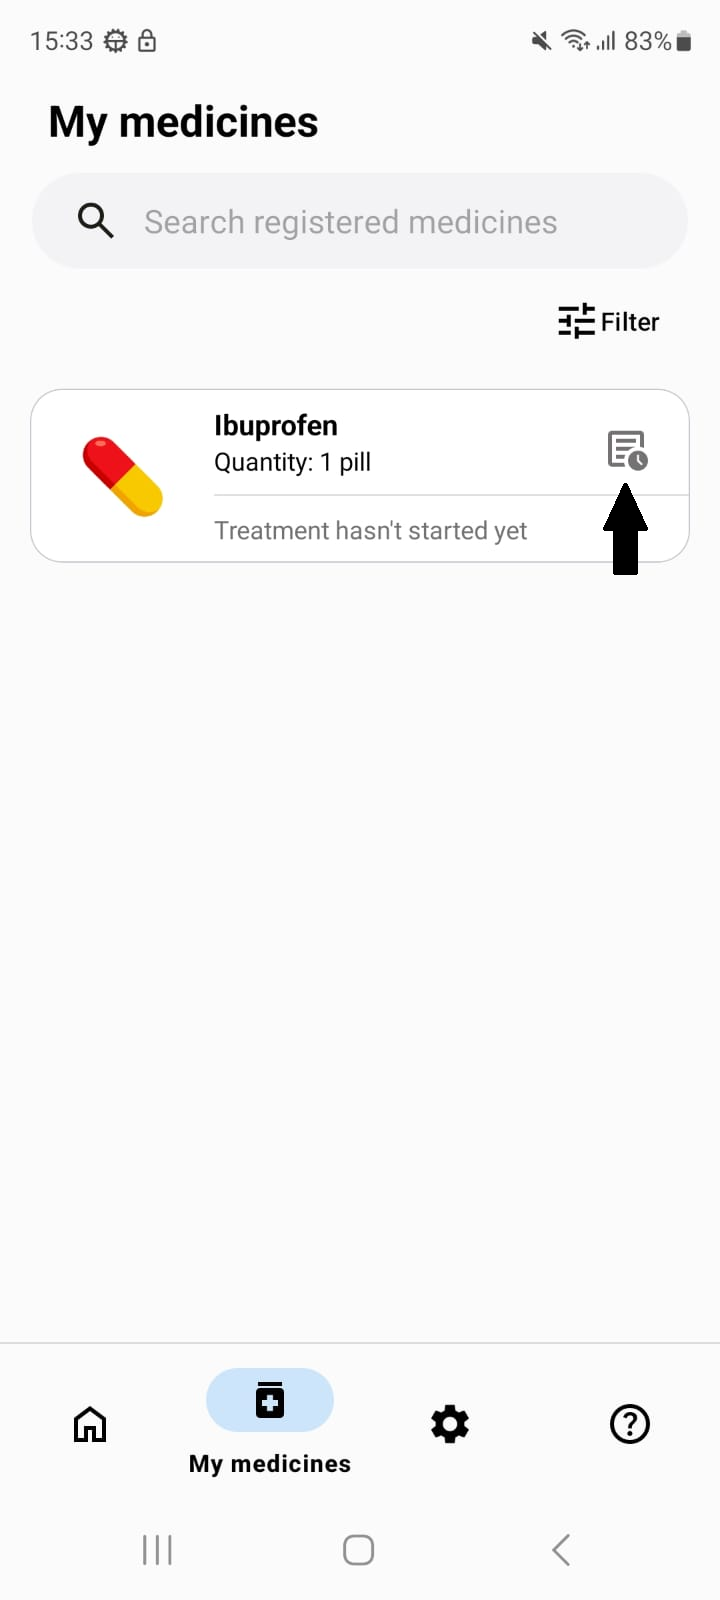 15:33 83%
My medicines
Search registered medicines
Filter
Ibuprofen
Quantity: 1 pill
Treatment hasn't started yet
My medicines